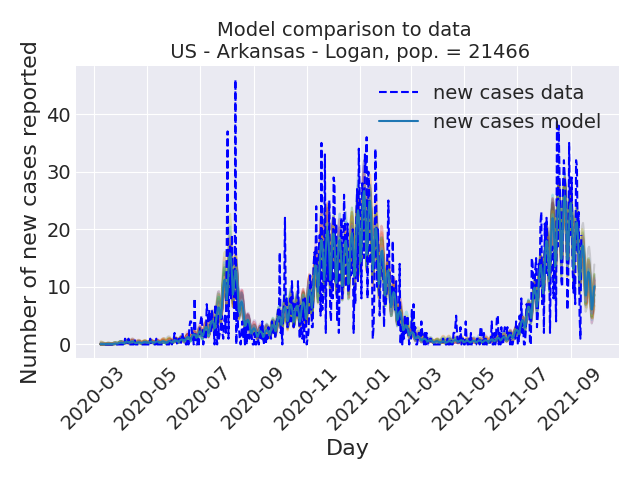 Model comparison to data
US - Arkansas - Logan, pop. = 21466
new cases data
new cases model
Number of new cases reported
40
30
20
10
0
2020-03
2020-05
2020-07
2020-09
2020-11
2021-01
2021-03
2021-05
2021-07
2021-09
Day